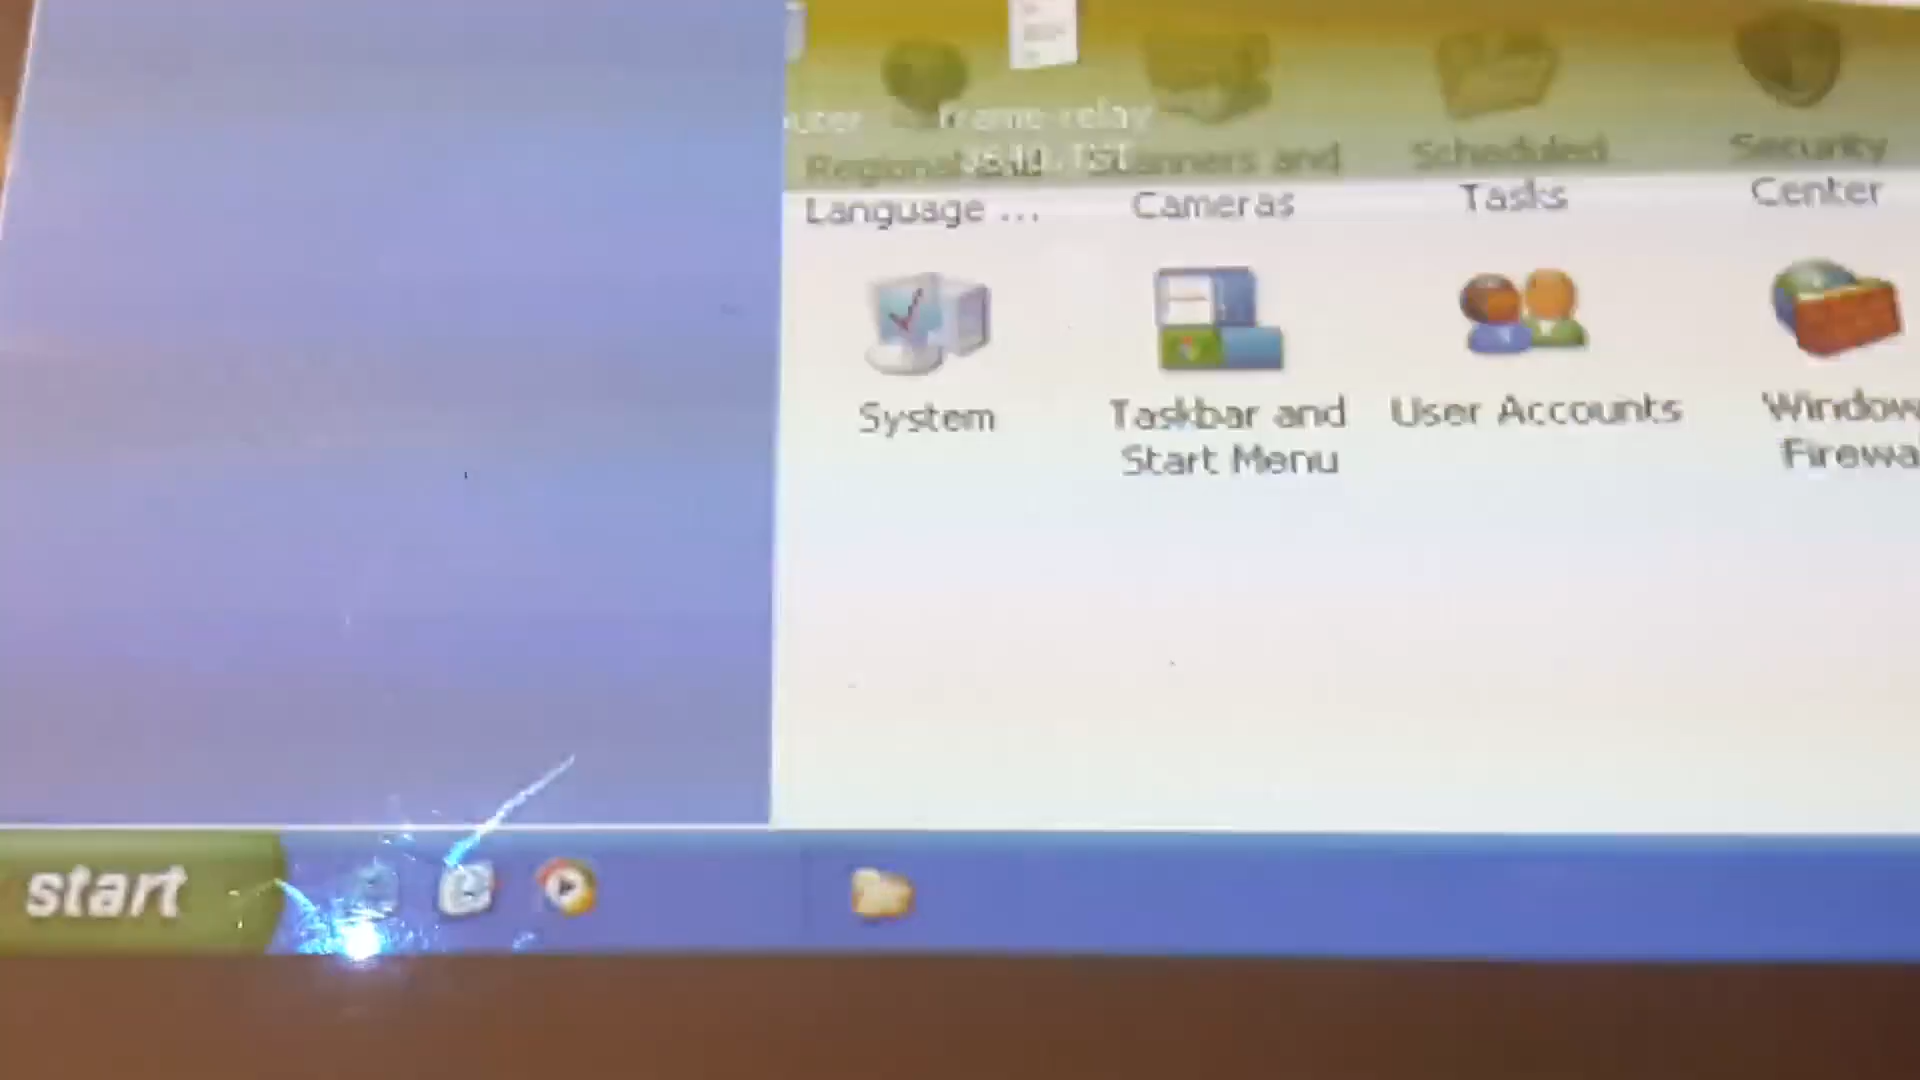 frame-relay
Regional and
Scanners and
Scheduled
Security
Language ...
Cameras
Tasks
Center
System
Taskbar and
Start Menu
User Accounts
Window
Firewa
start